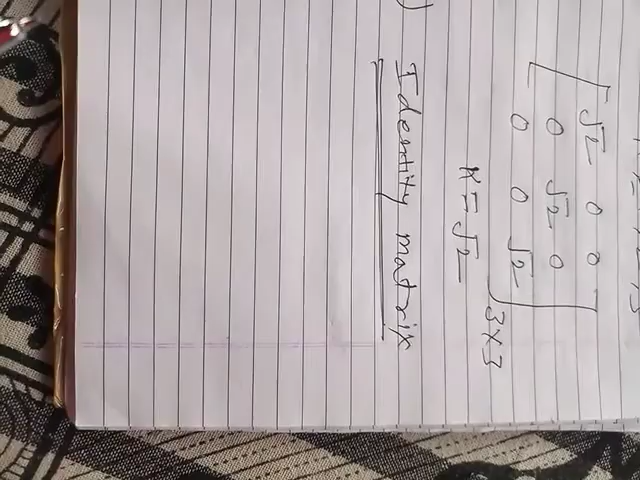 √2 0 0
0 √2 0
0 0 √2
3×3
K = √2
) Identity matrix